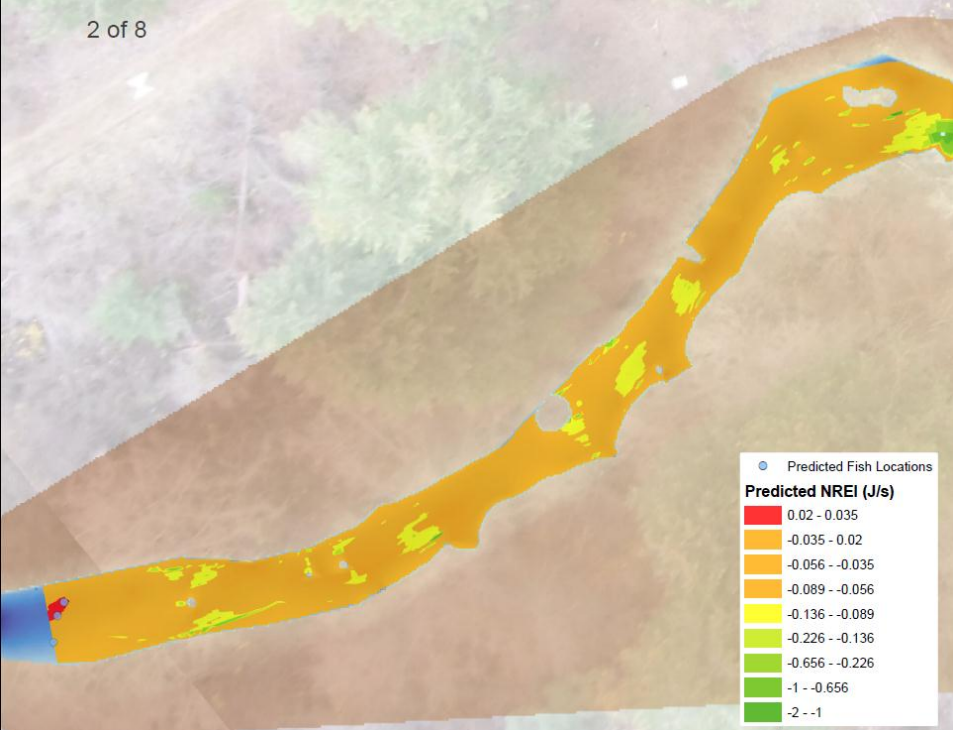 2 of 8
Predicted Fish Locations
Predicted NREI (J/s)
0.02 - 0.035
-0.035 - 0.02
-0.056 - -0.035
-0.089 - -0.056
-0.136 - -0.089
-0.226 - -0.136
-0.656 - -0.226
-1 - -0.656
-2 - -1